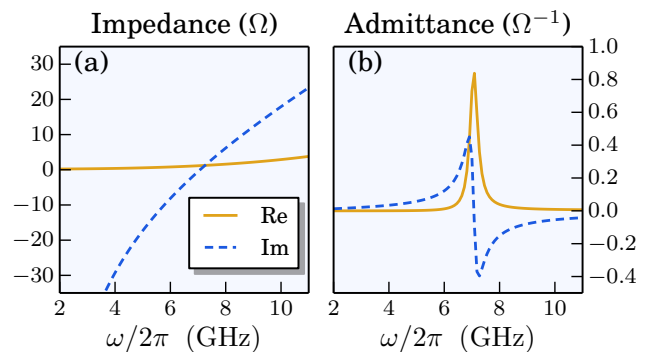 Impedance (Ω) Admittance (Ω⁻¹)
(a) (b)
30
20
10
0
−10
−20
−30
1.0
0.8
0.6
0.4
0.2
0.0
−0.2
−0.4
Re
Im
2 4 6 8 10 2 4 6 8 10
ω/2π (GHz) ω/2π (GHz)